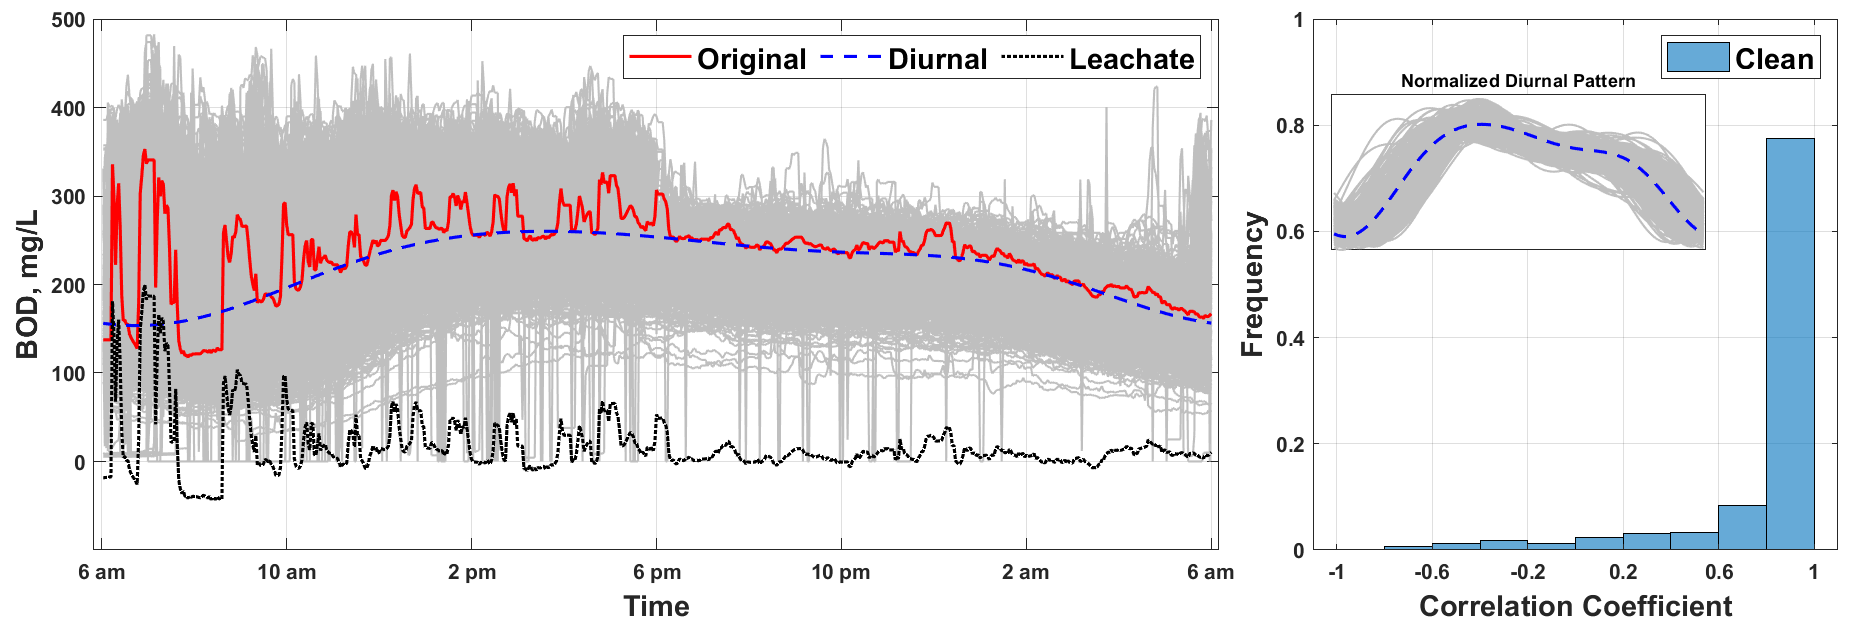 500
400
300
200
100
0
BOD, mg/L
Original Diurnal Leachate
6 am 10 am 2 pm 6 pm 10 pm 2 am 6 am
Time
1
0.8
0.6
0.4
0.2
0
Frequency
Clean
Normalized Diurnal Pattern
-1 -0.6 -0.2 0.2 0.6 1
Correlation Coefficient